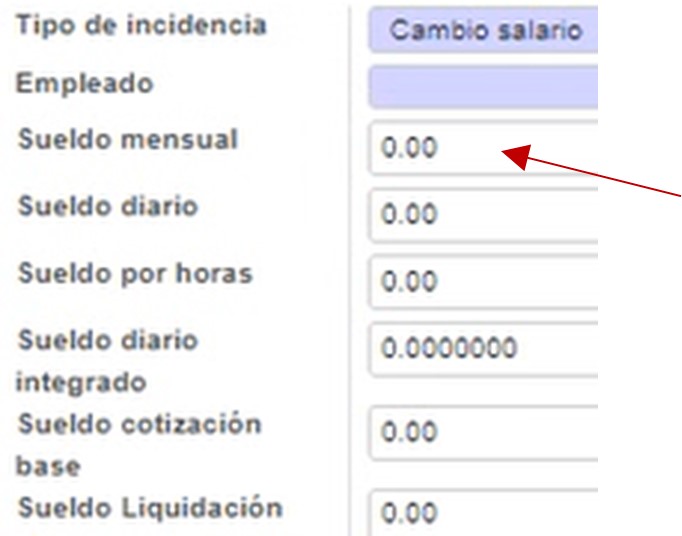 Tipo de incidencia
Cambio salario
Empleado
Sueldo mensual
0.00
Sueldo diario
0.00
Sueldo por horas
0.00
Sueldo diario
integrado
0.0000000
Sueldo cotización
base
0.00
Sueldo Liquidación
0.00